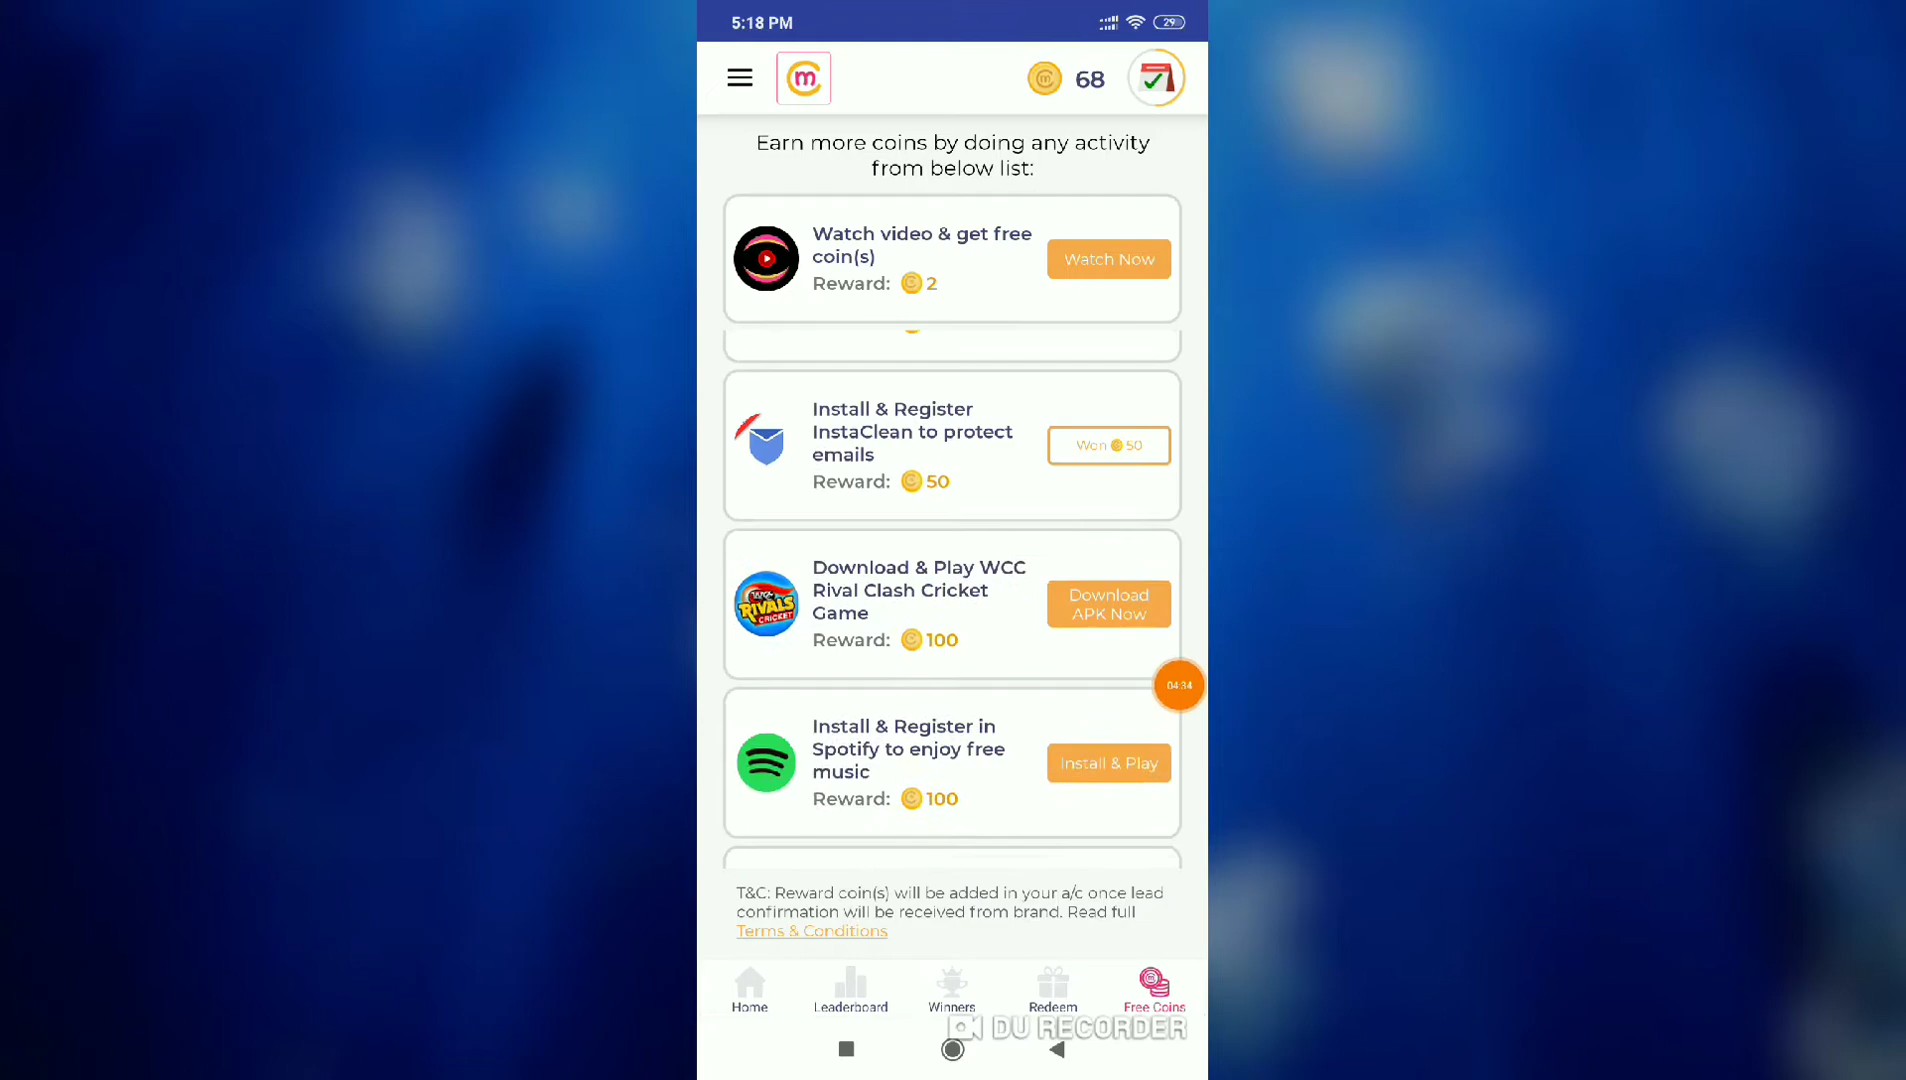 5:18 PM
29
m
68
Earn more coins by doing any activity
from below list:
Watch video & get free
coin(s)
Reward: 2
Watch Now
Install & Register
InstaClean to protect
emails
Reward: 50
Won 50
Download & Play WCC
Rival Clash Cricket
Game
Reward: 100
Download
APK Now
RIVALS
CRICKET
04:34
Install & Register in
Spotify to enjoy free
music
Reward: 100
Install & Play
T&C: Reward coin(s) will be added in your a/c once lead
confirmation will be received from brand. Read full
Terms & Conditions
Home
Leaderboard
Winners
Redeem
Free Coins
DU RECORDER